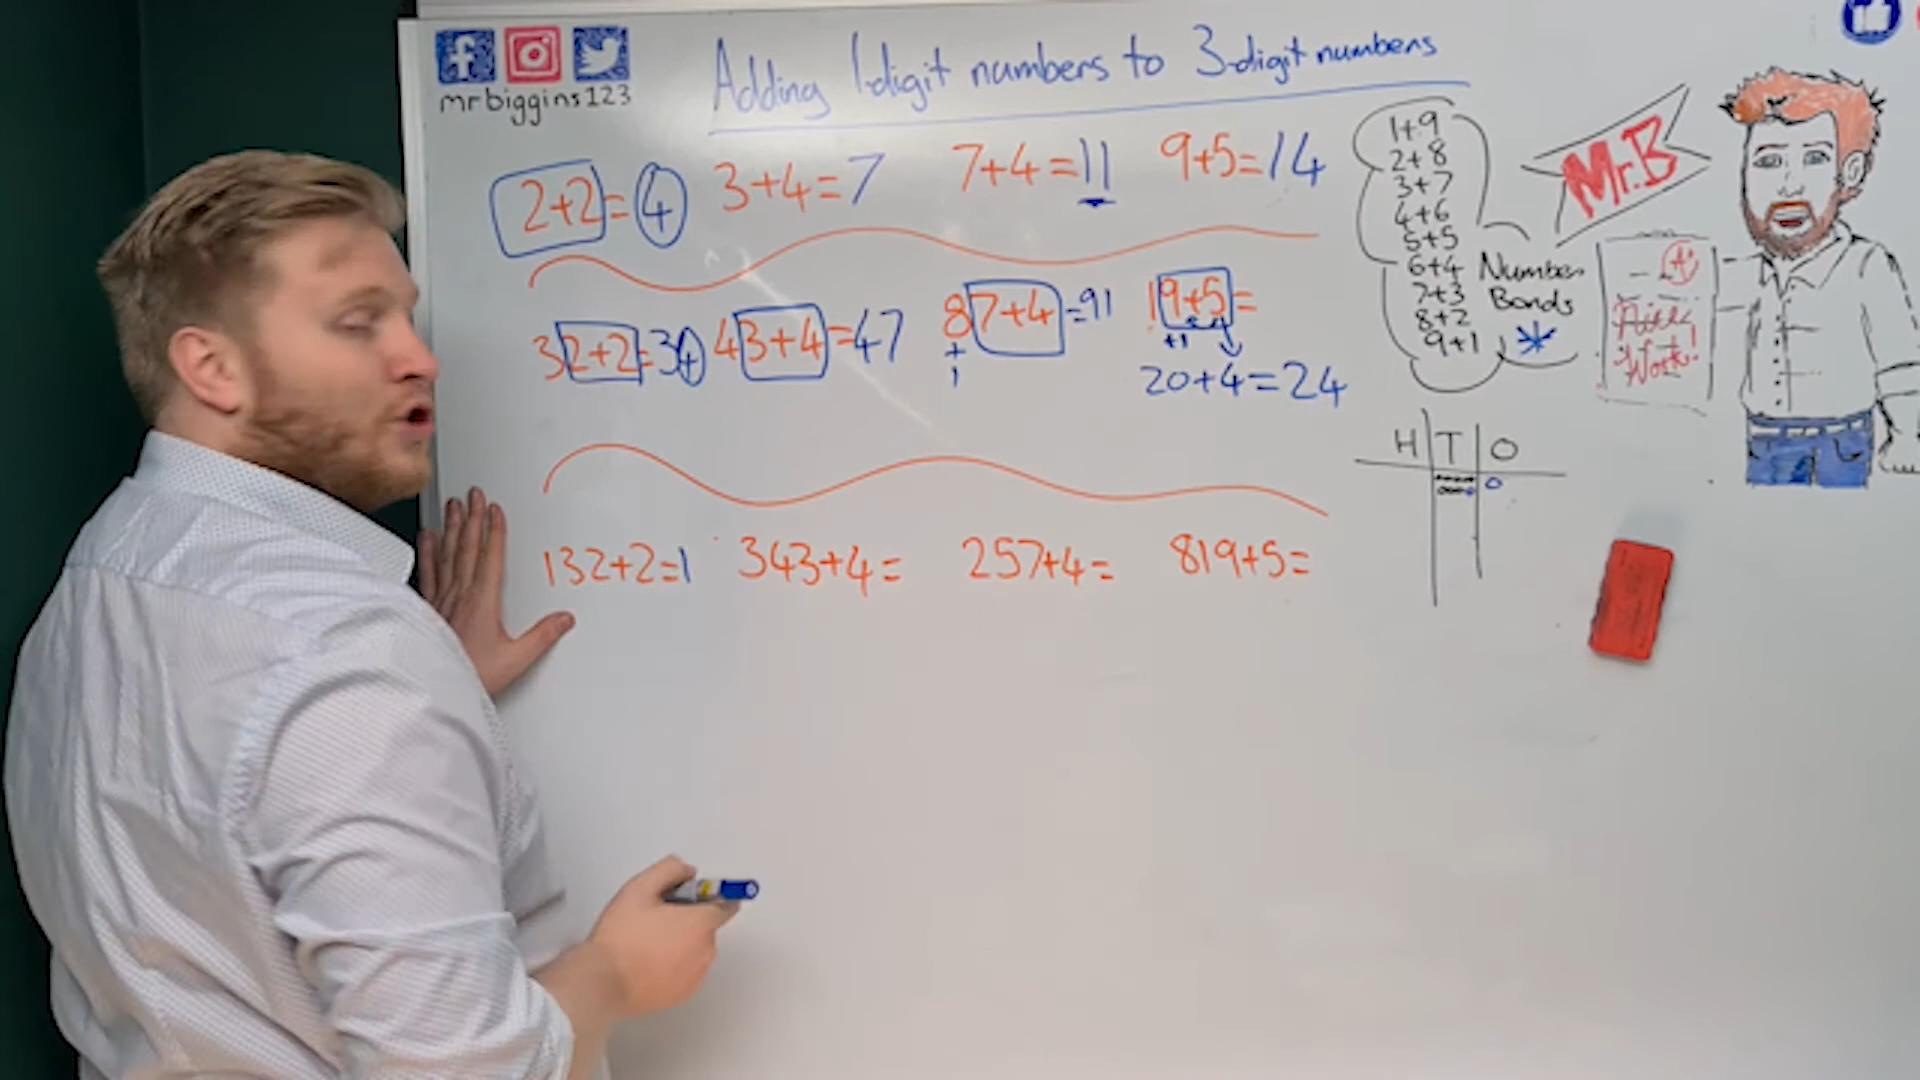 mrbiggins123
Adding 1-digit numbers to 3-digit numbers
2+2=4 3+4=7 7+4=11 9+5=14
32+2=34 43+4=47 87+4=91 19+5=
+
1
+1
20+4=24
132+2=1 343+4= 257+4= 819+5=
1+9
2+8
3+7
4+6
5+5
6+4
7+3
8+2
9+1
Number
Bonds
H T O
Mr.B
A+
Nice
Work!